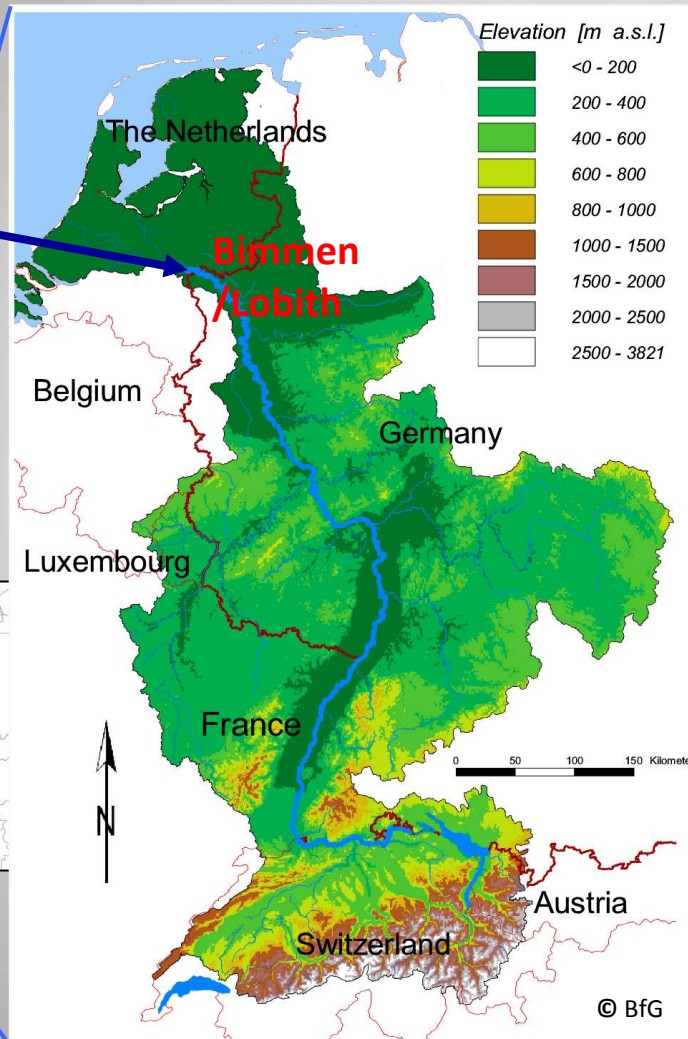 Elevation [m a.s.l.]
<0 - 200
200 - 400
400 - 600
600 - 800
800 - 1000
1000 - 1500
1500 - 2000
2000 - 2500
2500 - 3821
The Netherlands
Bimmen
/Lobith
Belgium
Germany
Luxembourg
France
0 50 100 150 Kilomete
N
Austria
Switzerland
© BfG